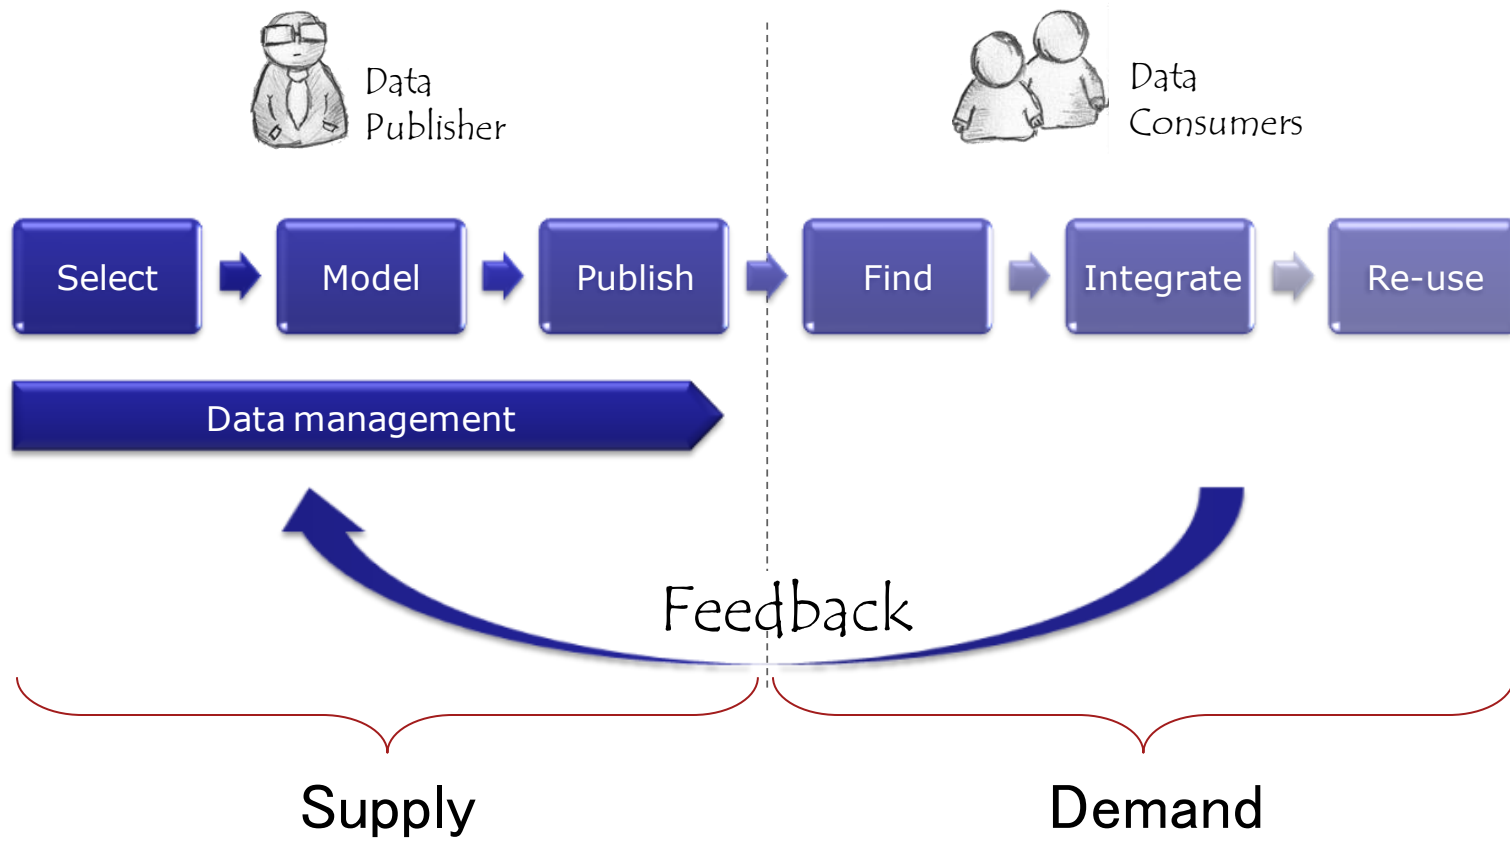 Data
Publisher
Data
Consumers
Select
Model
Publish
Find
Integrate
Re-use
Data management
Feedback
Supply
Demand